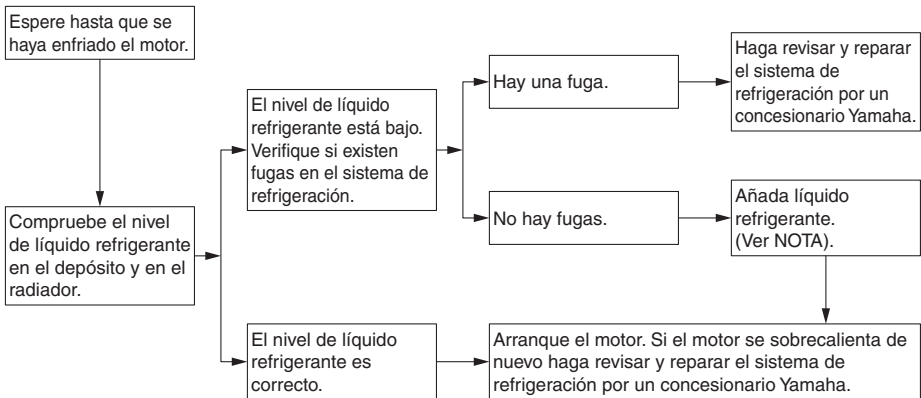 Espere hasta que se
haya enfriado el motor.
Compruebe el nivel
de líquido refrigerante
en el depósito y en el
radiador.
El nivel de líquido
refrigerante está bajo.
Verifique si existen
fugas en el sistema de
refrigeración.
Hay una fuga.
Haga revisar y reparar
el sistema de
refrigeración por un
concesionario Yamaha.
No hay fugas.
Añada líquido
refrigerante.
(Ver NOTA).
El nivel de líquido
refrigerante es
correcto.
Arranque el motor. Si el motor se sobrecalienta de
nuevo haga revisar y reparar el sistema de
refrigeración por un concesionario Yamaha.